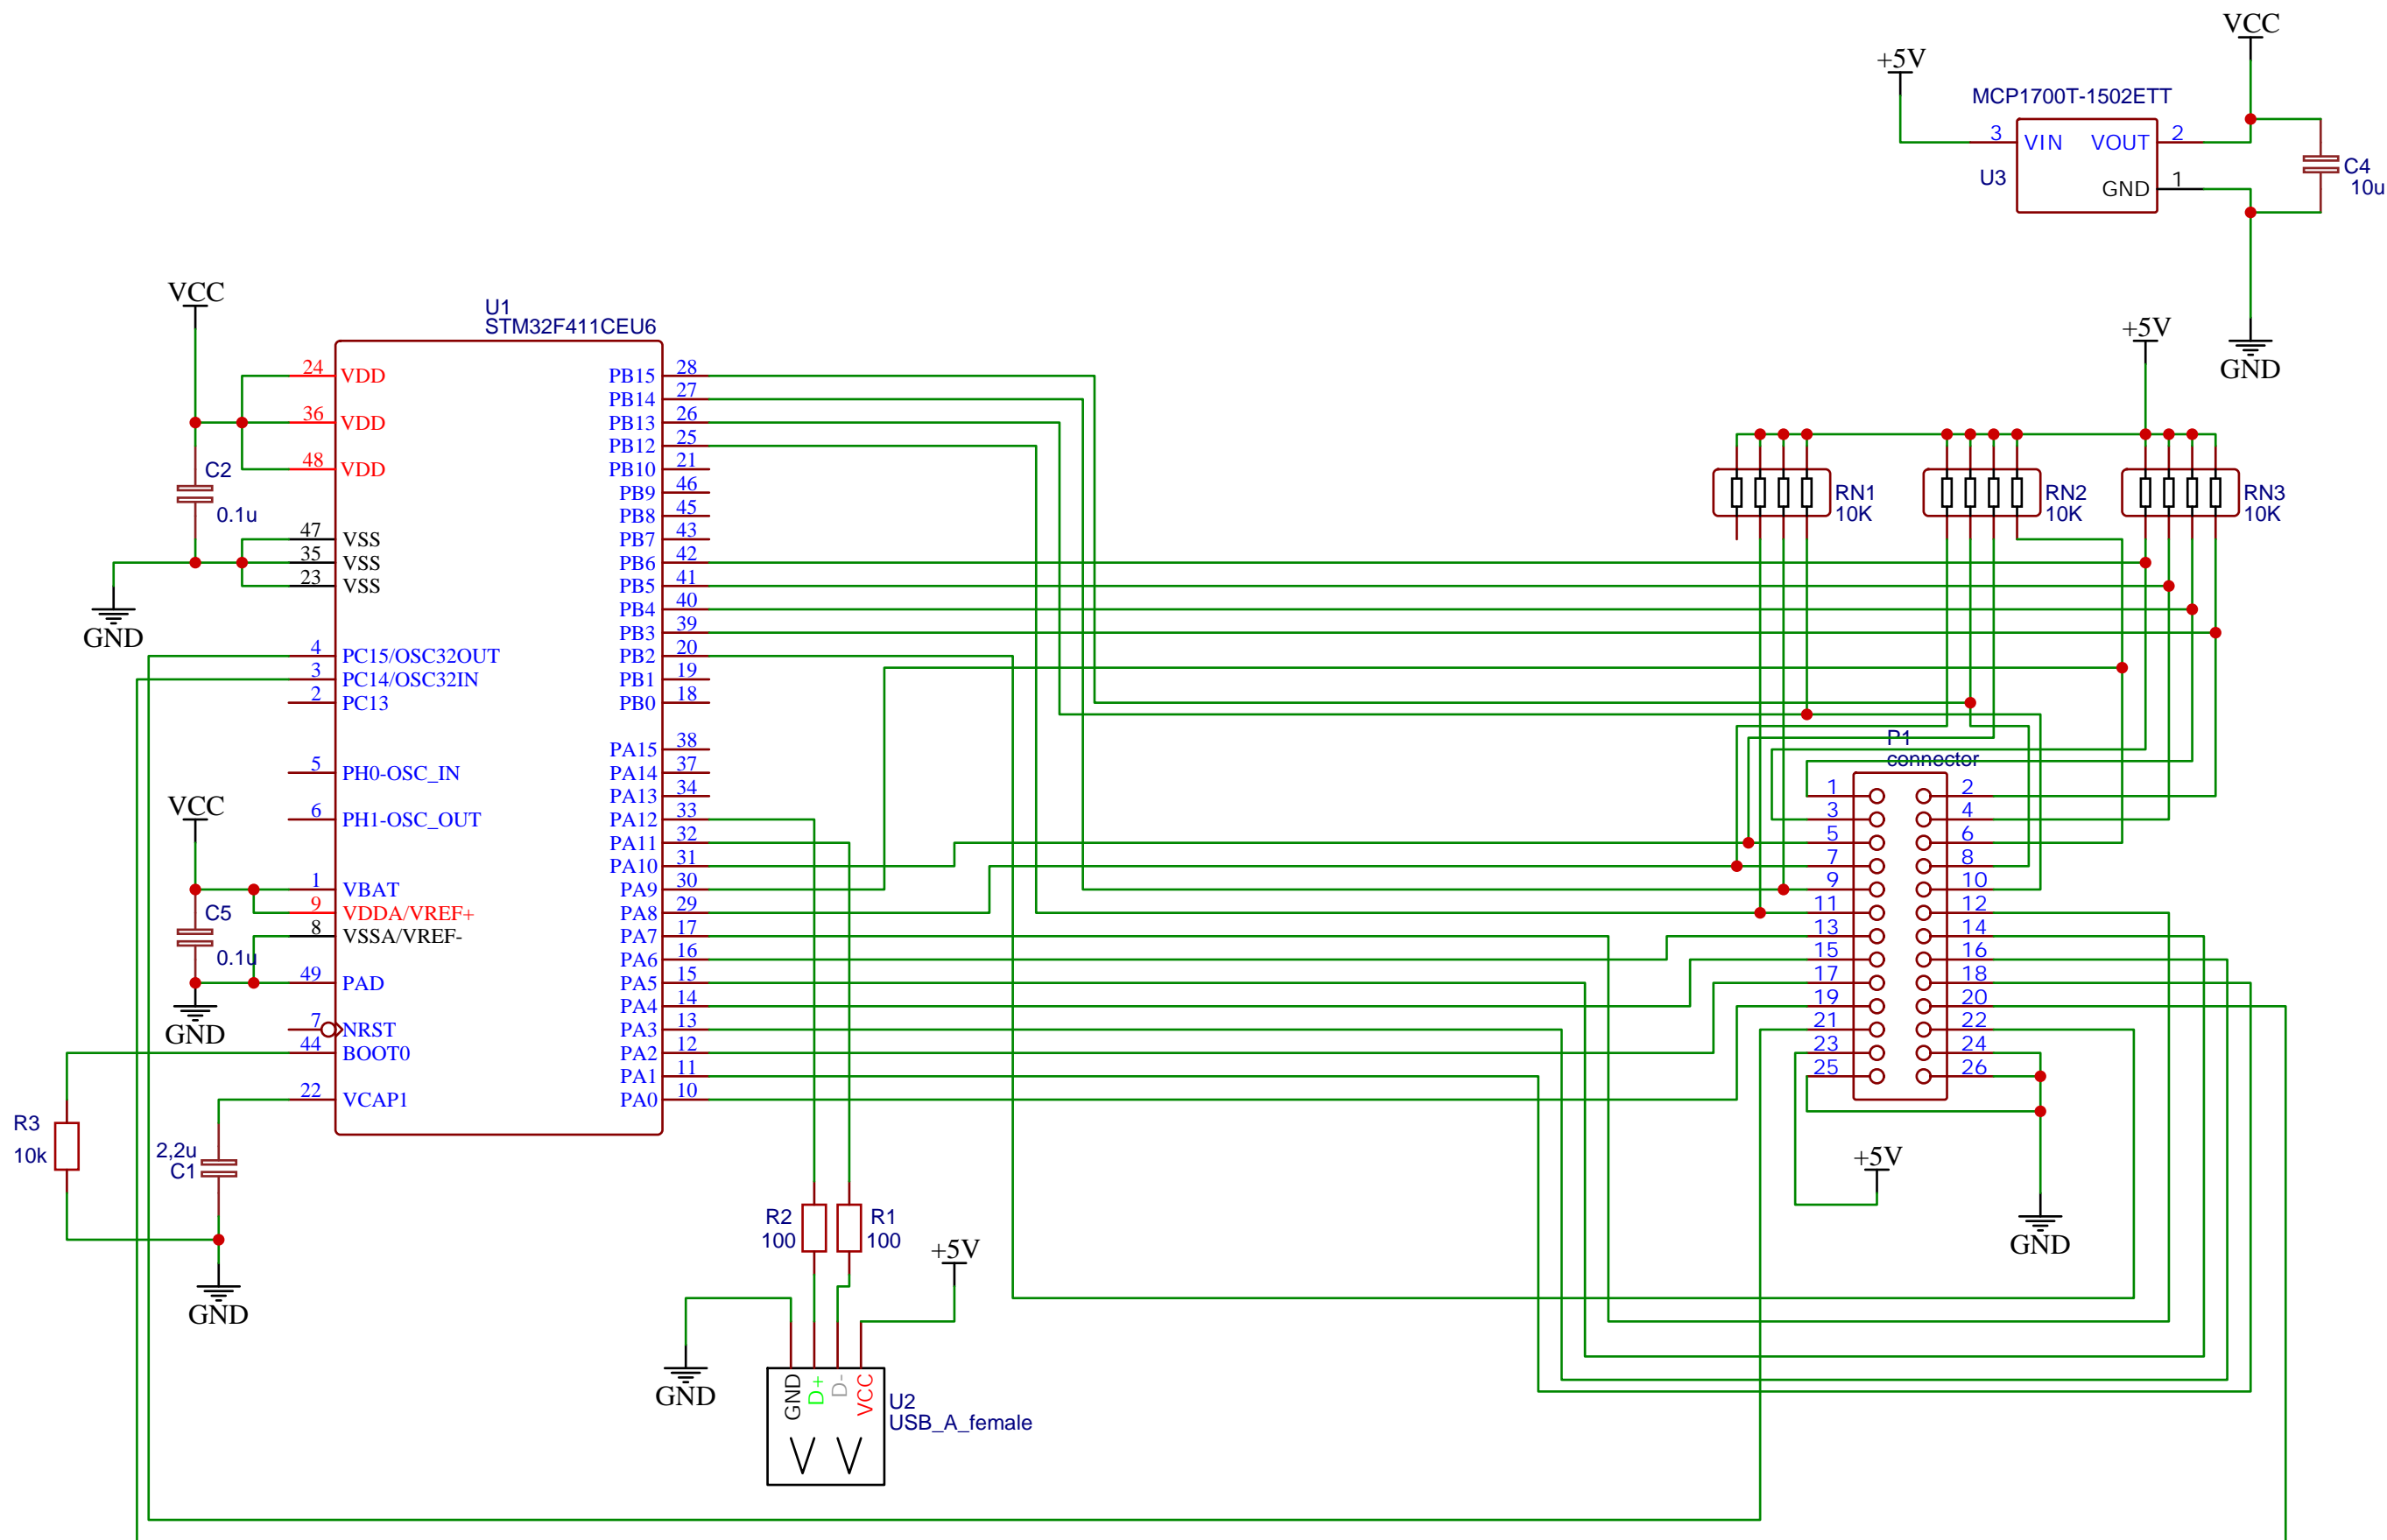 VCC
+5V
MCP1700T-1502ETT
3 VIN VOUT 2
U3
GND 1
C4
10u
GND
VCC
U1
STM32F411CEU6
24 VDD
36 VDD
48 VDD
C2
0.1u
47 VSS
35 VSS
23 VSS
GND
4 PC15/OSC32OUT
3 PC14/OSC32IN
2 PC13
5 PH0-OSC_IN
6 PH1-OSC_OUT
VCC
1 VBAT
9 VDDA/VREF+
8 VSSA/VREF-
C5
0.1u
49 PAD
GND
7 NRST
44 BOOT0
22 VCAP1
R3
10k
2,2u
C1
GND
PB15 28
PB14 27
PB13 26
PB12 25
PB10 21
PB9 46
PB8 45
PB7 43
PB6 42
PB5 41
PB4 40
PB3 39
PB2 20
PB1 19
PB0 18
PA15 38
PA14 37
PA13 34
PA12 33
PA11 32
PA10 31
PA9 30
PA8 29
PA7 17
PA6 16
PA5 15
PA4 14
PA3 13
PA2 12
PA1 11
PA0 10
+5V
RN1
10K
RN2
10K
RN3
10K
P1
connector
1 2
3 4
5 6
7 8
9 10
11 12
13 14
15 16
17 18
19 20
21 22
23 24
25 26
+5V
GND
R2
100
R1
100
+5V
GND
GND D+ D- VCC
U2
USB_A_female